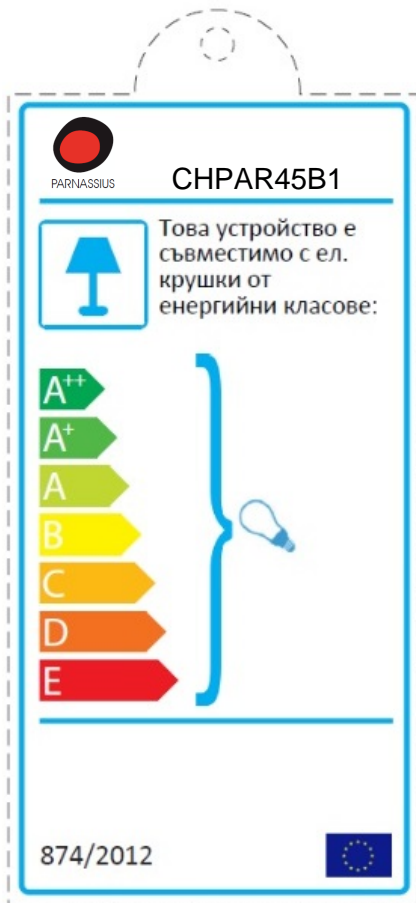 PARNASSIUS
CHPAR45B1
Това устройство е
съвместимо с ел.
крушки от
енергийни класове:
A++
A+
A
B
C
D
E
874/2012